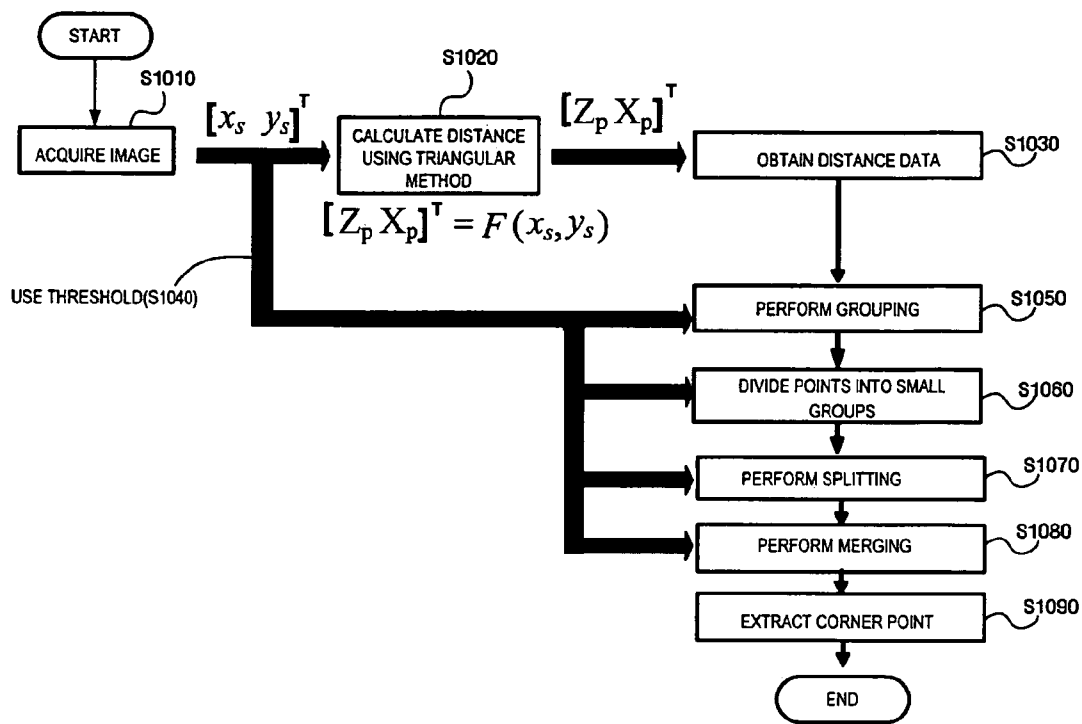 START
S1010
ACQUIRE IMAGE
[x_s y_s]^T
S1020
CALCULATE DISTANCE
USING TRIANGULAR
METHOD
[Z_p X_p]^T = F(x_s, y_s)
[Z_p X_p]^T
OBTAIN DISTANCE DATA
S1030
USE THRESHOLD(S1040)
PERFORM GROUPING
S1050
DIVIDE POINTS INTO SMALL
GROUPS
S1060
PERFORM SPLITTING
S1070
PERFORM MERGING
S1080
EXTRACT CORNER POINT
S1090
END